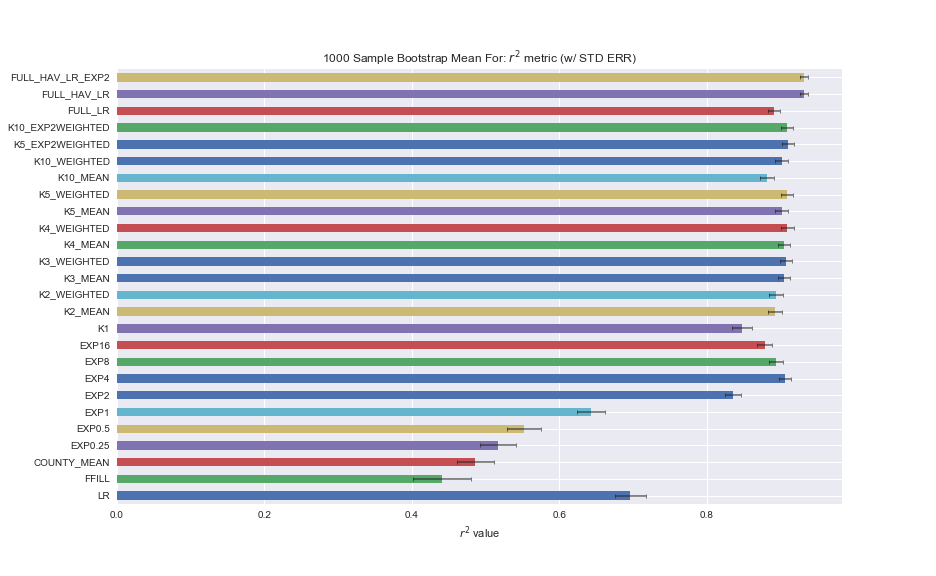 1000 Sample Bootstrap Mean For: r² metric (w/ STD ERR)
FULL_HAV_LR_EXP2
FULL_HAV_LR
FULL_LR
K10_EXP2WEIGHTED
K5_EXP2WEIGHTED
K10_WEIGHTED
K10_MEAN
K5_WEIGHTED
K5_MEAN
K4_WEIGHTED
K4_MEAN
K3_WEIGHTED
K3_MEAN
K2_WEIGHTED
K2_MEAN
K1
EXP16
EXP8
EXP4
EXP2
EXP1
EXP0.5
EXP0.25
COUNTY_MEAN
FFILL
LR
0.0 0.2 0.4 0.6 0.8
r² value